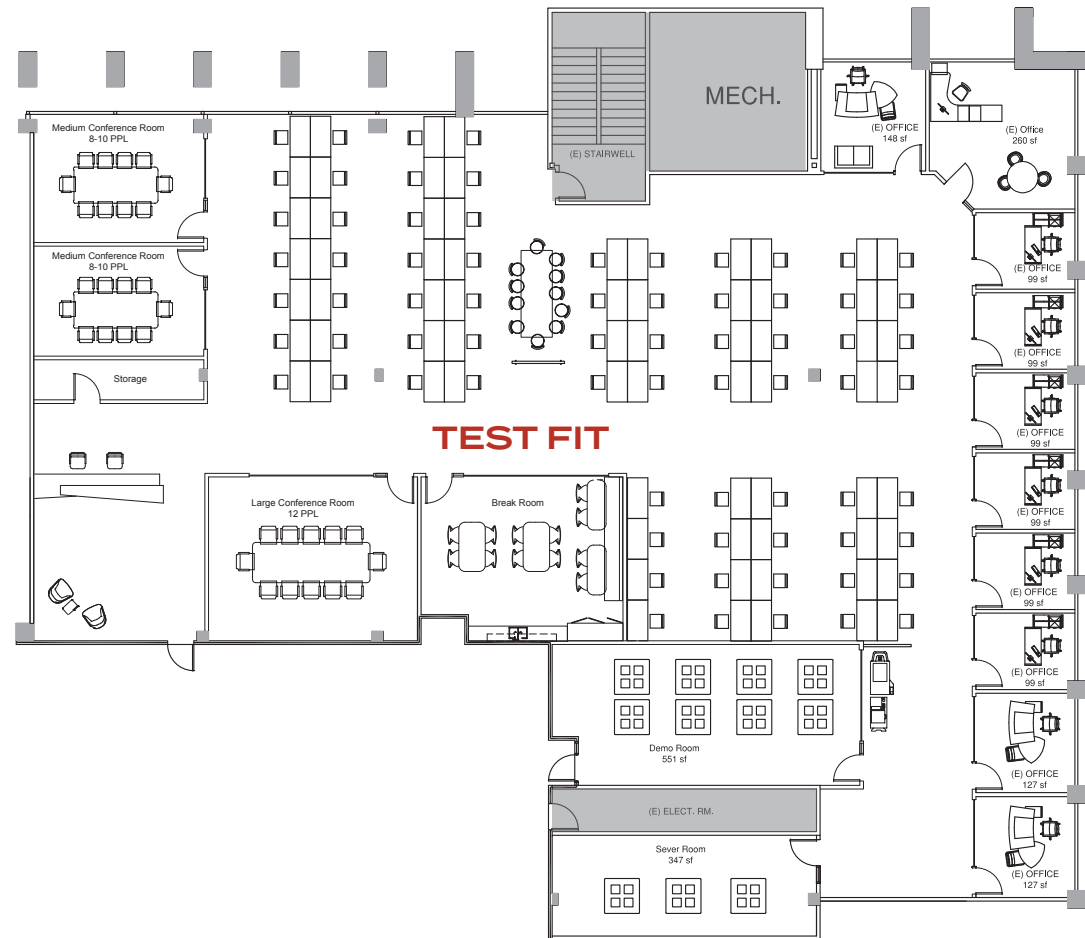 MECH.
(E) STAIRWELL
(E) OFFICE
148 sf
(E) Office
260 sf
Medium Conference Room
8-10 PPL
Medium Conference Room
8-10 PPL
Storage
(E) OFFICE
99 sf
(E) OFFICE
99 sf
(E) OFFICE
99 sf
(E) OFFICE
99 sf
(E) OFFICE
99 sf
(E) OFFICE
99 sf
TEST FIT
Large Conference Room
12 PPL
Break Room
Demo Room
551 sf
(E) OFFICE
127 sf
(E) ELECT. RM.
Sever Room
347 sf
(E) OFFICE
127 sf